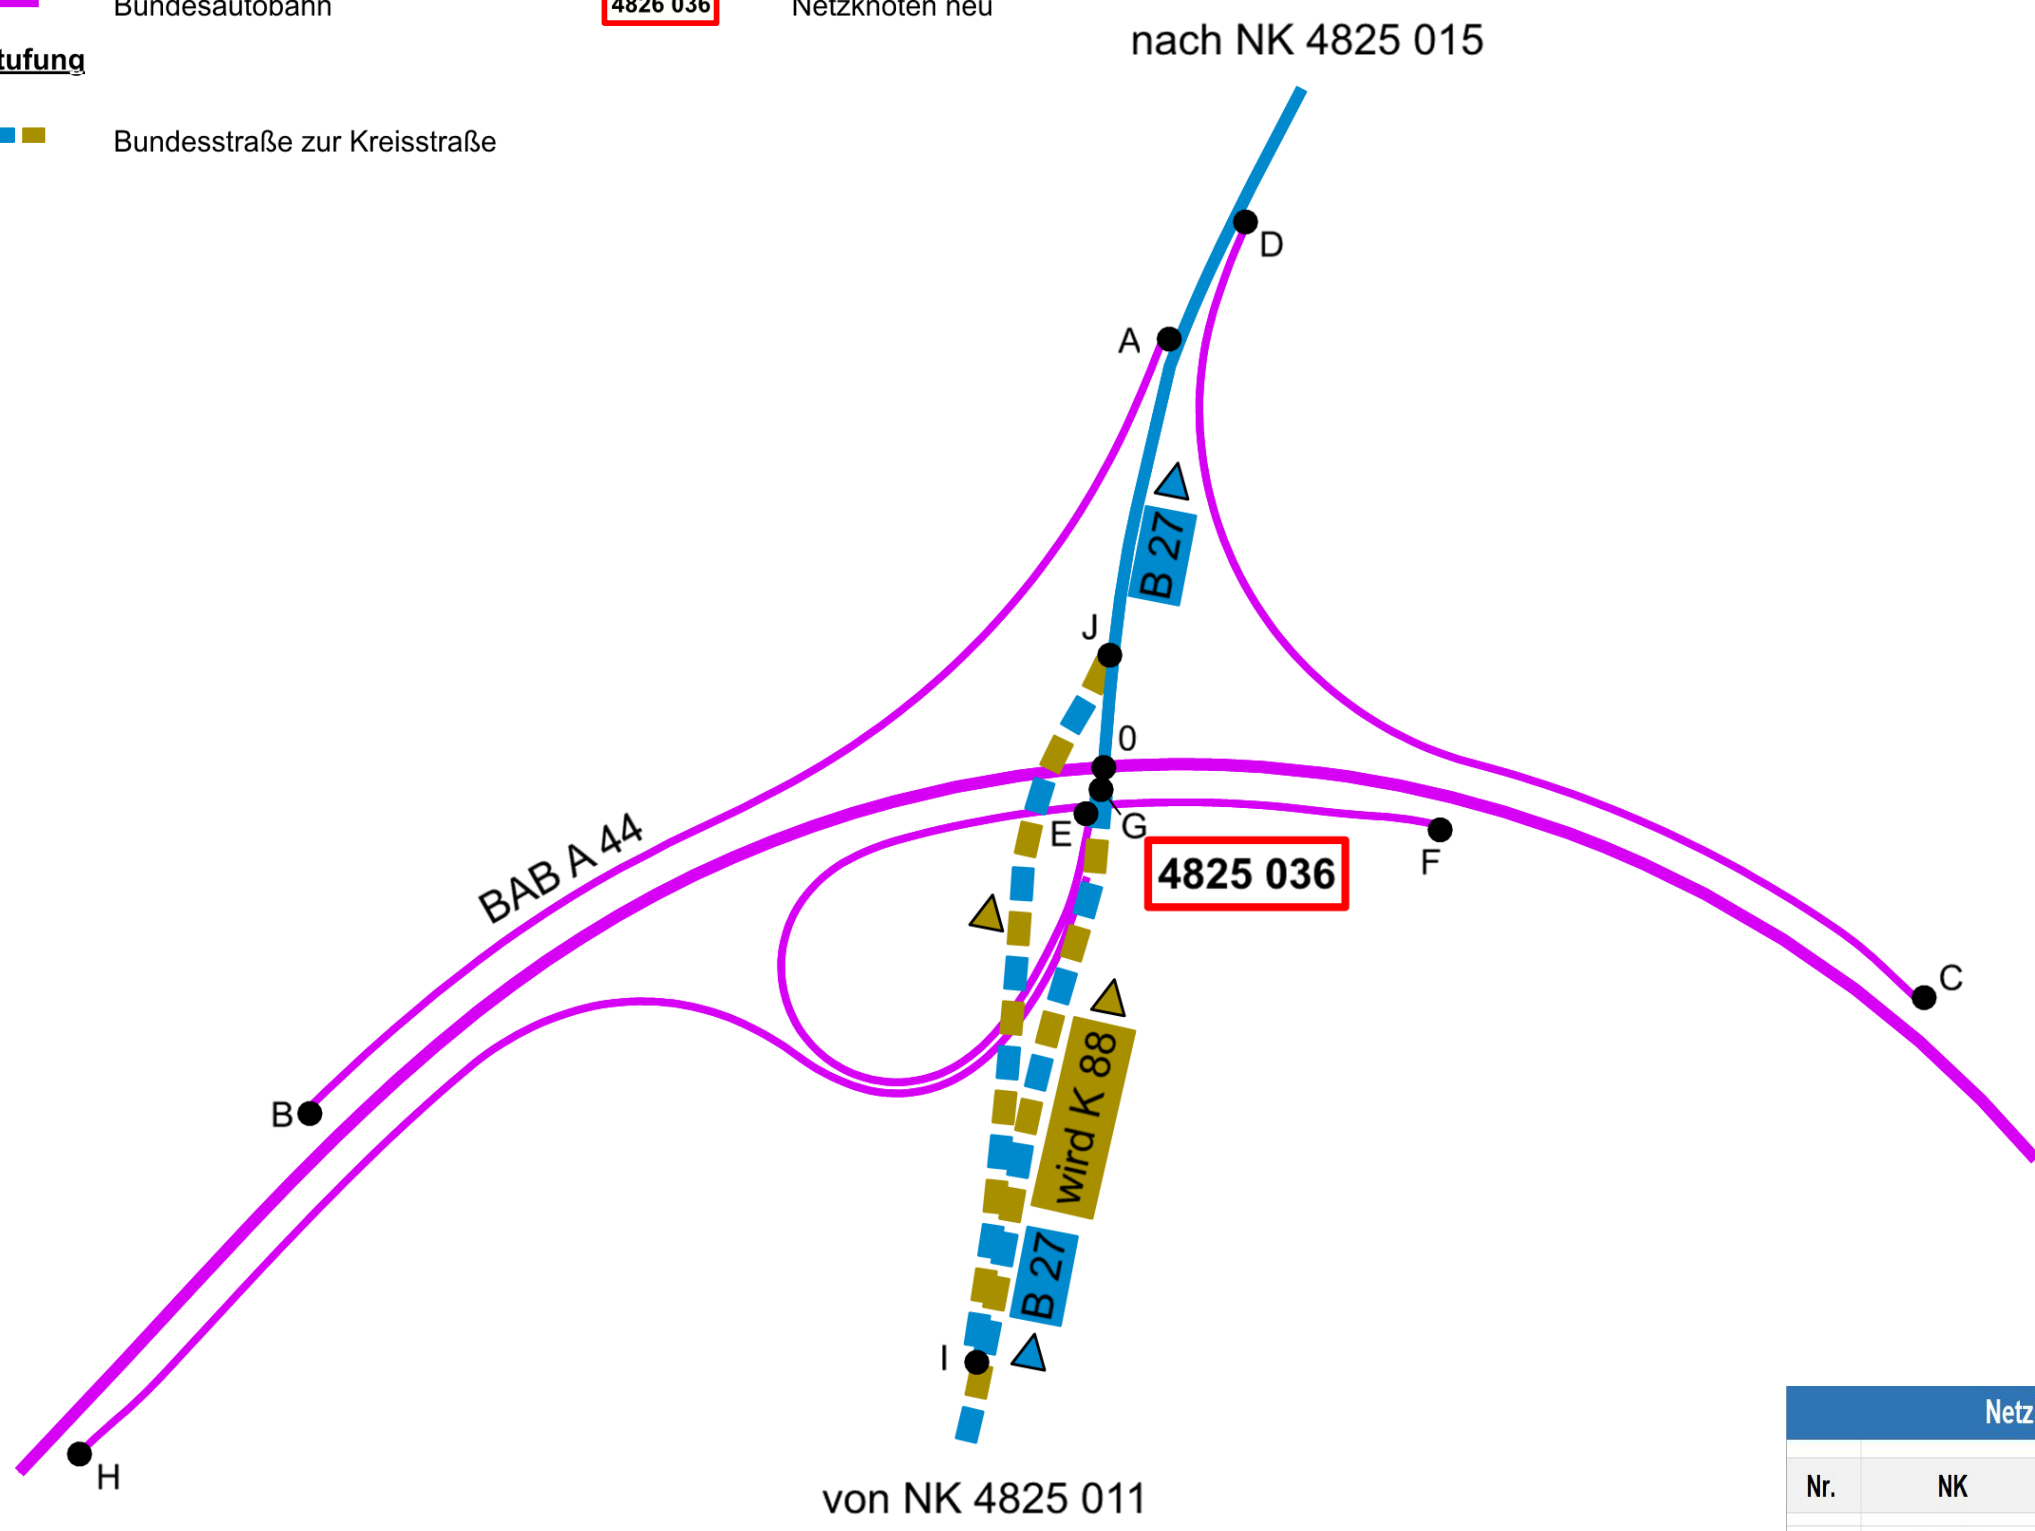 Bundesautobahn
4826 036
Netzknoten neu
nach NK 4825 015
tufung
Bundesstraße zur Kreisstraße
D
A
B 27
J
0
E
G
BAB A 44
4825 036
F
C
wird K 88
B
B 27
I
H
von NK 4825 011
Netz
Nr.
NK